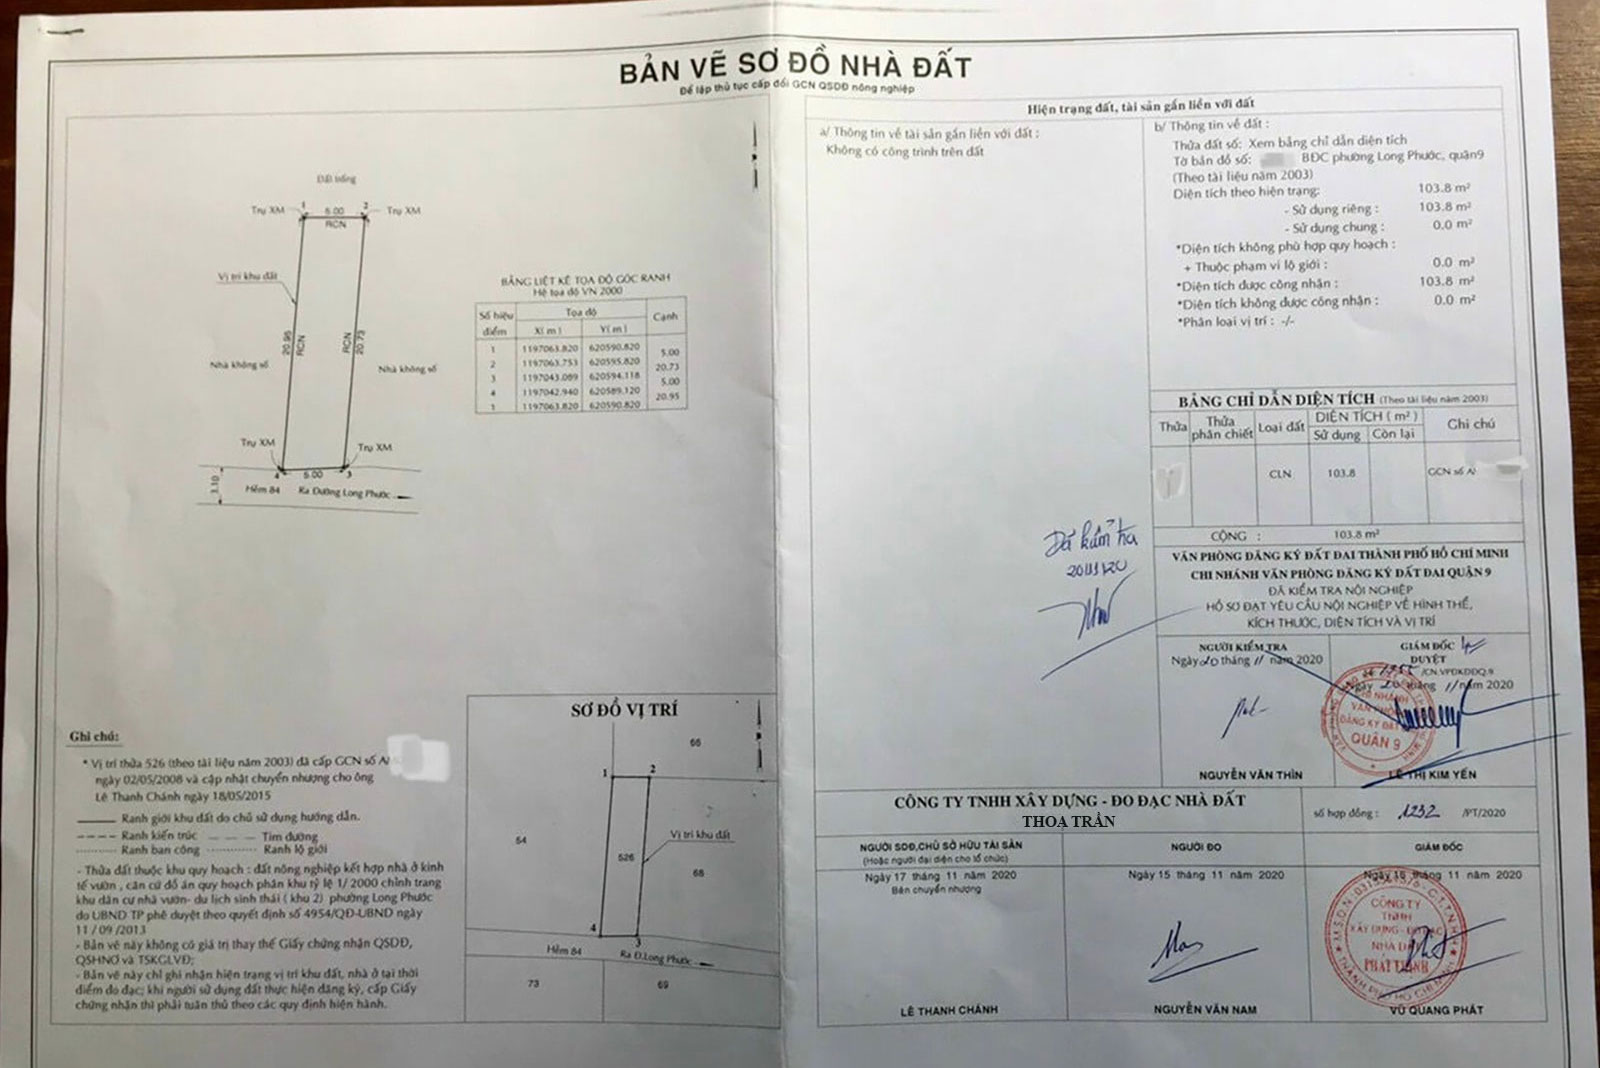 BẢN VẼ SƠ ĐỒ NHÀ ĐẤT
Để lập thủ tục cấp đổi GCN QSDĐ nông nghiệp
Đất trống
Trụ XM
1
5.00
2
Trụ XM
RCN
Vị trí khu đất
20.95
RCN
RCN
20.73
Nhà không số
Nhà không số
Trụ XM
Trụ XM
4
5.00
3
3.10
Hẻm 84 Ra Đường Long Phước
BẢNG LIỆT KÊ TỌA ĐỘ GÓC RANH
Hệ tọa độ VN 2000
Số hiệu điểm
Tọa độ
Cạnh
X( m )
Y( m )
1 1197063.820 620590.820
5.00
2 1197063.753 620595.820
20.73
3 1197043.089 620594.118
5.00
4 1197042.940 620589.120
20.95
1 1197063.820 620590.820
Ghi chú:
* Vị trí thửa 526 (theo tài liệu năm 2003) đã cấp GCN số A
ngày 02/05/2008 và cập nhật chuyển nhượng cho ông
Lê Thanh Chánh ngày 18/05/2015
Ranh giới khu đất do chủ sử dụng hướng dẫn.
Ranh kiến trúc Tim đường
Ranh ban công Ranh lộ giới
- Thửa đất thuộc khu quy hoạch : đất nông nghiệp kết hợp nhà ở kinh
tế vườn , căn cứ đồ án quy hoạch phân khu tỷ lệ 1/ 2000 chỉnh trang
khu dân cư nhà vườn- du lịch sinh thái ( khu 2) phường Long Phước
do UBND TP phê duyệt theo quyết định số 4954/QĐ-UBND ngày
11 / 09 /2013
- Bản vẽ này không có giá trị thay thế Giấy chứng nhận QSDĐ,
QSHNƠ và TSKGLVĐ;
- Bản vẽ này chỉ ghi nhận hiện trạng vị trí khu đất, nhà ở tại thời
điểm đo đạc; khi người sử dụng đất thực hiện đăng ký, cấp Giấy
chứng nhận thì phải tuân thủ theo các quy định hiện hành.
SƠ ĐỒ VỊ TRÍ
66
1
2
Vị trí khu đất
54
526
68
4
3
Hẻm 84
Ra Đ.Long Phước
73
69
Hiện trạng đất, tài sản gắn liền với đất
a/ Thông tin về tài sản gắn liền với đất :
Không có công trình trên đất
b/ Thông tin về đất :
Thửa đất số: Xem bảng chỉ dẫn diện tích
Tờ bản đồ số: BĐC phường Long Phước, quận9
(Theo tài liệu năm 2003)
Diện tích theo hiện trạng: 103.8 m²
- Sử dụng riêng : 103.8 m²
- Sử dụng chung : 0.0 m²
*Diện tích không phù hợp quy hoạch :
+ Thuộc phạm vi lộ giới : 0.0 m²
*Diện tích được công nhận : 103.8 m²
*Diện tích không được công nhận : 0.0 m²
*Phân loại vị trí : -/-
BẢNG CHỈ DẪN DIỆN TÍCH (Theo tài liệu năm 2003)
Thửa
Thửa phân chiết
Loại đất
DIỆN TÍCH ( m² )
Sử dụng
Còn lại
Ghi chú
CLN 103.8 GCN số A
CỘNG : 103.8 m²
Đã kiểm tra
20/11/20
VĂN PHÒNG ĐĂNG KÝ ĐẤT ĐAI THÀNH PHỐ HỒ CHÍ MINH
CHI NHÁNH VĂN PHÒNG ĐĂNG KÝ ĐẤT ĐAI QUẬN 9
ĐÃ KIỂM TRA NỘI NGHIỆP
HỒ SƠ ĐẠT YÊU CẦU NỘI NGHIỆP VỀ HÌNH THỂ,
KÍCH THƯỚC, DIỆN TÍCH VÀ VỊ TRÍ
NGƯỜI KIỂM TRA
Ngày 20 tháng 11 năm 2020
NGUYỄN VĂN THÌN
GIÁM ĐỐC
DUYỆT
/CN.VPĐKĐĐQ.9
Ngày 20 tháng 11 năm 2020
CHI NHÁNH
VĂN PHÒNG
ĐĂNG KÝ ĐẤT
QUẬN 9
LÊ THỊ KIM YẾN
CÔNG TY TNHH XÂY DỰNG - ĐO ĐẠC NHÀ ĐẤT
THOẠ TRẦN
số hợp đồng : 1232 /PT/2020
NGƯỜI SDĐ,CHỦ SỞ HỮU TÀI SẢN
(Hoặc người đại diện cho tổ chức)
Ngày 17 tháng 11 năm 2020
Bên chuyển nhượng
LÊ THANH CHÁNH
NGƯỜI ĐO
Ngày 15 tháng 11 năm 2020
NGUYỄN VĂN NAM
GIÁM ĐỐC
Ngày 15 tháng 11 năm 2020
CÔNG TY
TNHH
XÂY DỰNG - ĐO ĐẠC
NHÀ ĐẤT
PHÁT THỊNH
THÀNH PHỐ HỒ CHÍ MINH
VŨ QUANG PHÁT